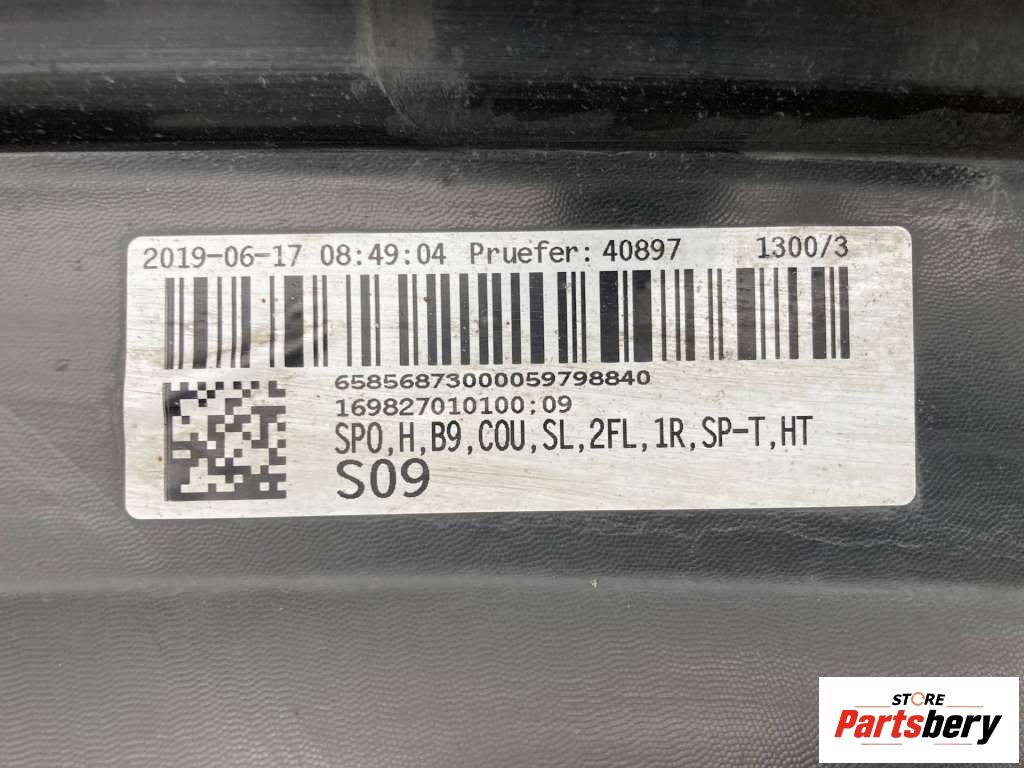 2019-06-17 08:49:04 Pruefer: 40897 1300/3
65856873000059798840
169827010100;09
SPO,H,B9,COU,SL,2FL,1R,SP-T,HT
S09
STORE
Partsbery